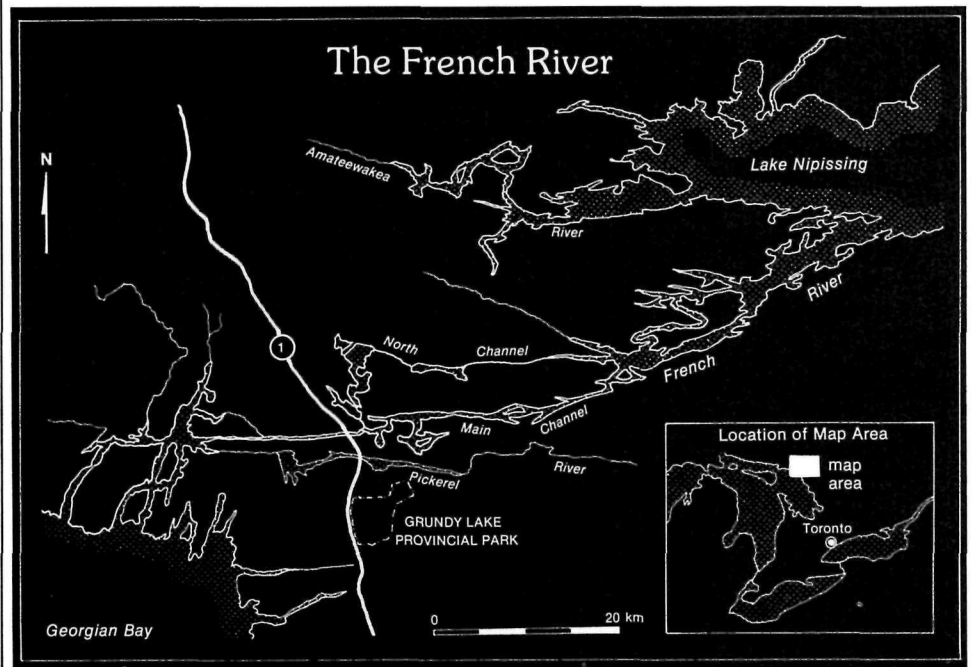 The French River
N
Amateewakea
River
Lake Nipissing
River
French
North
Channel
1
Main
Channel
River
Pickerel
GRUNDY LAKE
PROVINCIAL PARK
Location of Map Area
map
area
Toronto
0
20 km
Georgian Bay